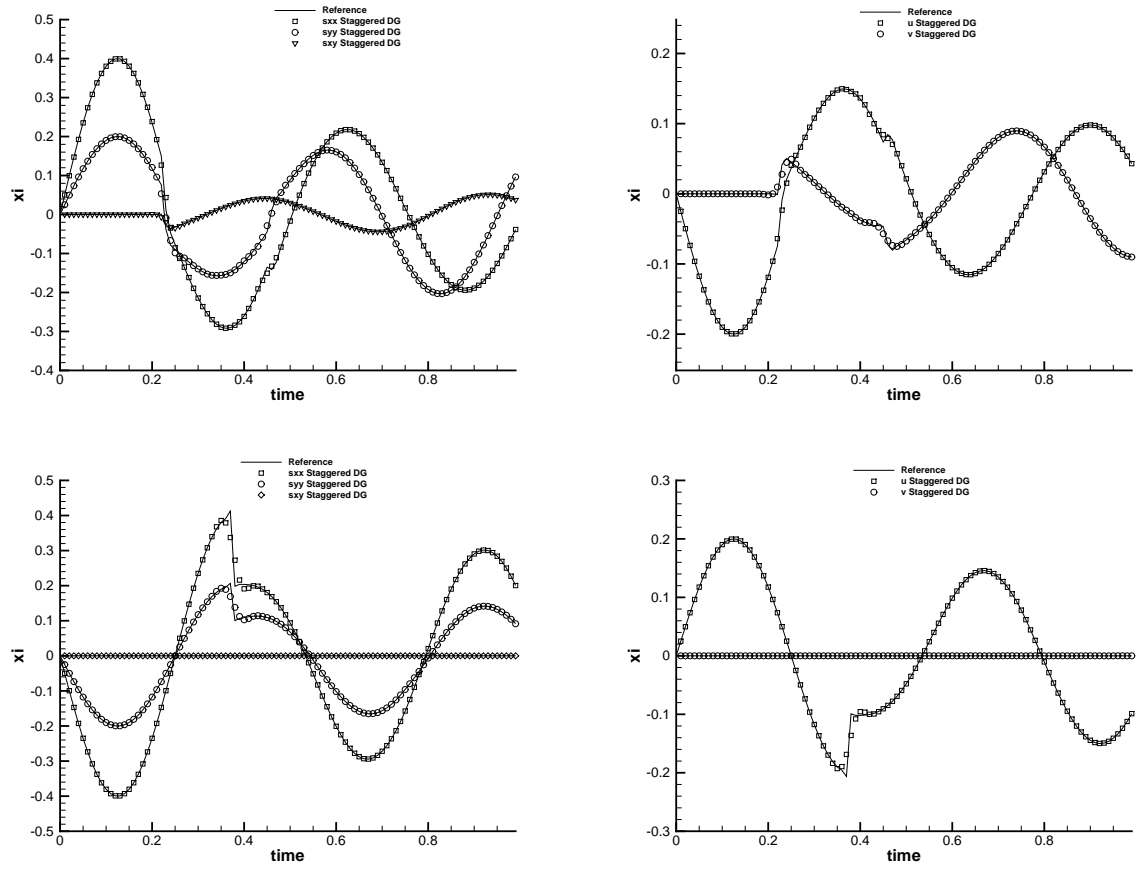 Reference
sxx Staggered DG
syy Staggered DG
sxy Staggered DG
xi
0.5
0.4
0.3
0.2
0.1
0
-0.1
-0.2
-0.3
-0.4
0 0.2 0.4 0.6 0.8
time
Reference
u Staggered DG
v Staggered DG
xi
0.2
0.1
0
-0.1
-0.2
0 0.2 0.4 0.6 0.8
time
Reference
sxx Staggered DG
syy Staggered DG
sxy Staggered DG
xi
0.5
0.4
0.3
0.2
0.1
0
-0.1
-0.2
-0.3
-0.4
-0.5
0 0.2 0.4 0.6 0.8
time
Reference
u Staggered DG
v Staggered DG
xi
0.3
0.2
0.1
0
-0.1
-0.2
-0.3
0 0.2 0.4 0.6 0.8
time